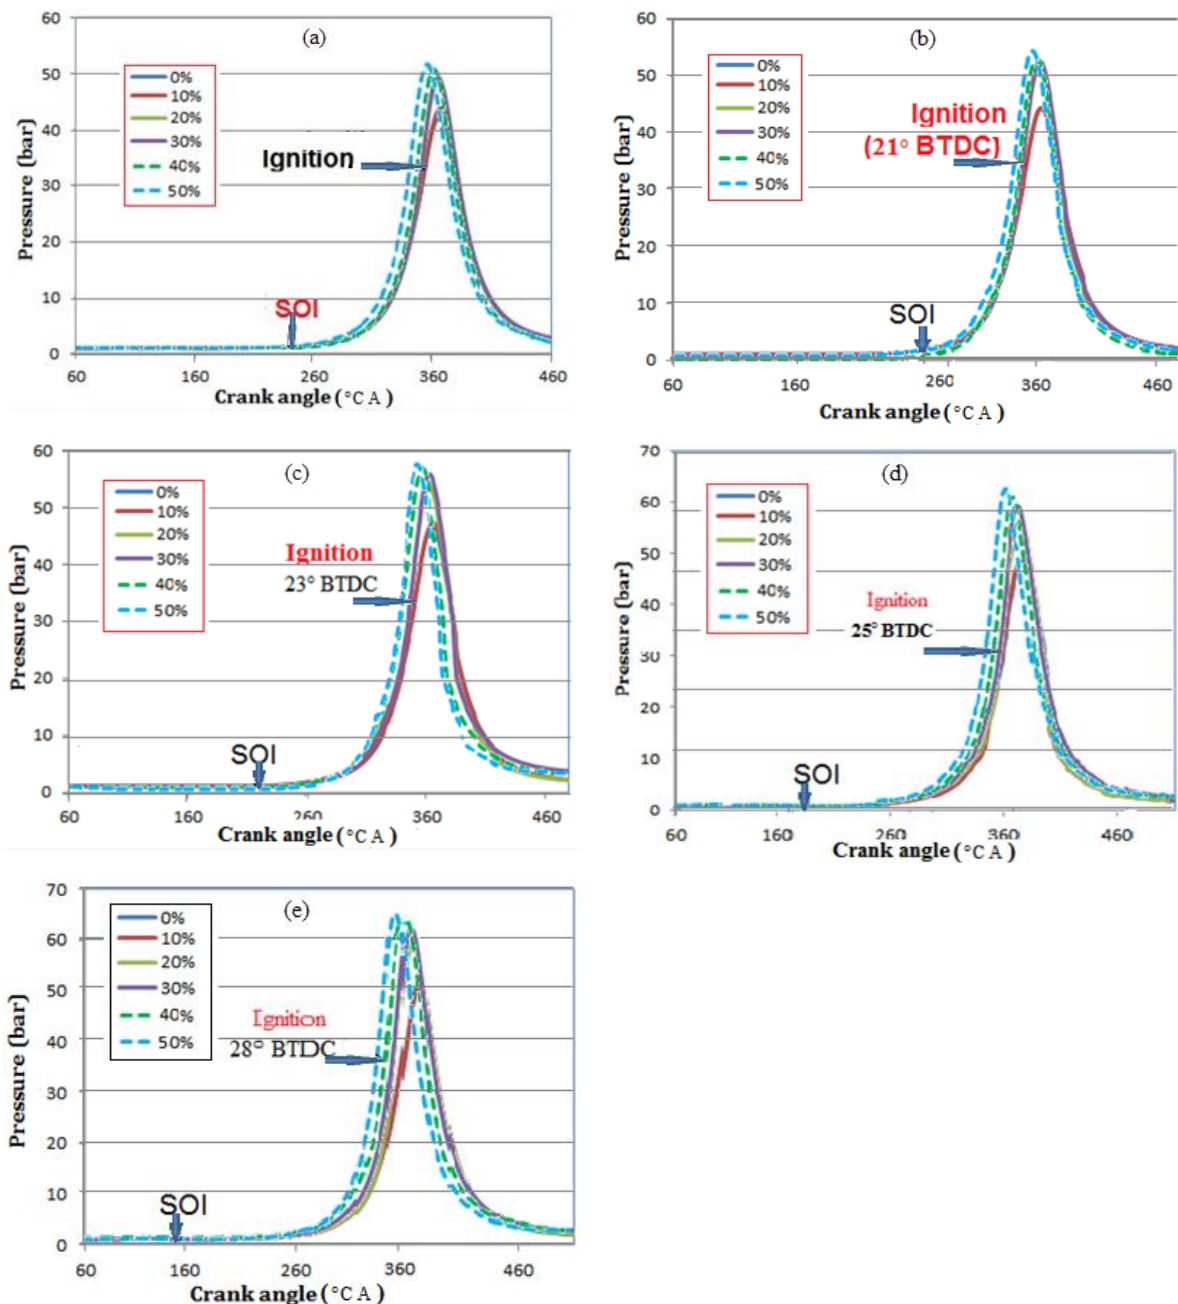 (a)
60
50
40
30
20
10
0
0%
10%
20%
30%
40%
50%
Ignition
SOI
Pressure (bar)
60 160 260 360 460
Crank angle (°C A )
(b)
60
50
40
30
20
10
0
0%
10%
20%
30%
40%
50%
Ignition
(21° BTDC)
SOI
Pressure (bar)
60 160 260 360 460
Crank angle (°C A )
(c)
60
50
40
30
20
10
0
0%
10%
20%
30%
40%
50%
Ignition
23° BTDC
SOI
Pressure (bar)
60 160 260 360 460
Crank angle (°C A )
(d)
70
60
50
40
30
20
10
0
0%
10%
20%
30%
40%
50%
Ignition
25° BTDC
SOI
Pressure (bar)
60 160 260 360 460
Crank angle (°C A )
(e)
70
60
50
40
30
20
10
0
0%
10%
20%
30%
40%
50%
Ignition
28° BTDC
SOI
Pressure (bar)
60 160 260 360 460
Crank angle (°C A )